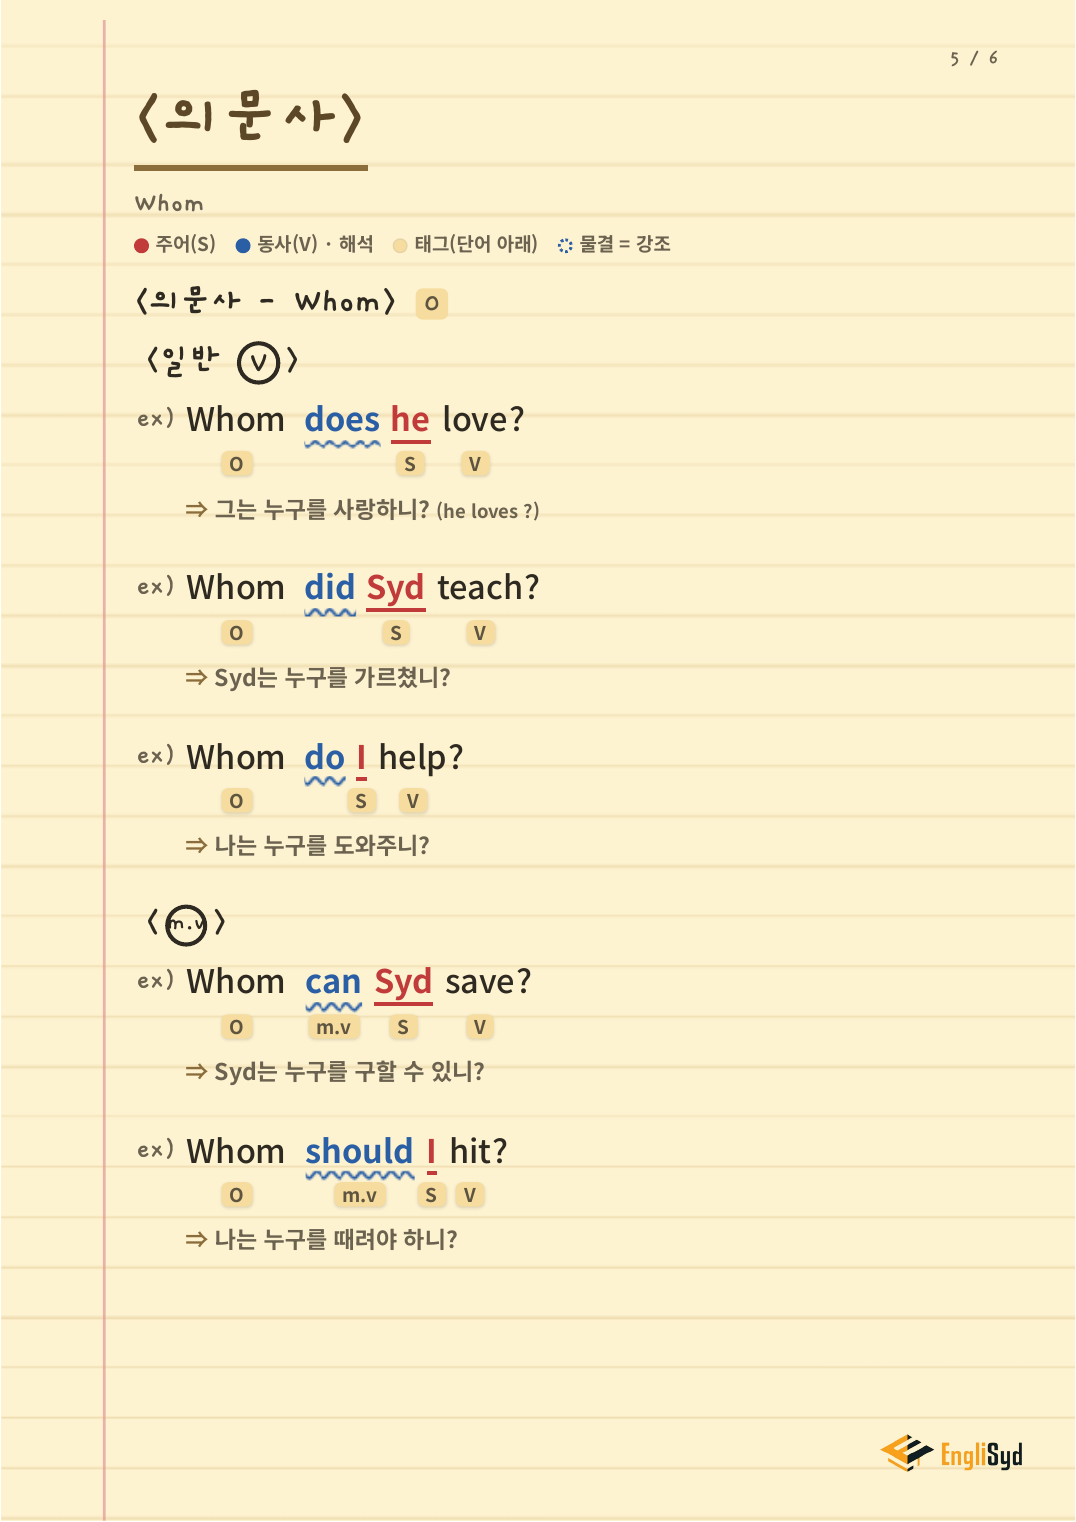 5 / 6
<의문사>
Whom
주어(S) 동사(V) · 해석 태그(단어 아래) 물결 = 강조
<의문사 - Whom> O
<일반 V>
ex) Whom does he love?
O S V
⇒ 그는 누구를 사랑하니? (he loves ?)
ex) Whom did Syd teach?
O S V
⇒ Syd는 누구를 가르쳤니?
ex) Whom do I help?
O S V
⇒ 나는 누구를 도와주니?
<m.v>
ex) Whom can Syd save?
O m.v S V
⇒ Syd는 누구를 구할 수 있니?
ex) Whom should I hit?
O m.v S V
⇒ 나는 누구를 때려야 하니?
EngliSyd